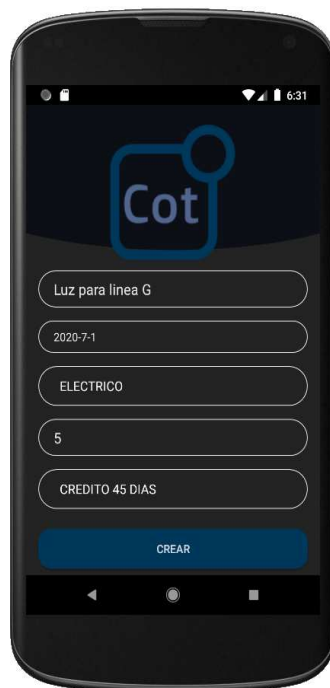 6:31
Cot
Luz para linea G
2020-7-1
ELECTRICO
5
CREDITO 45 DIAS
CREAR